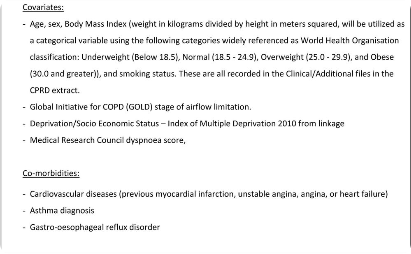 Covariates:
- Age, sex, Body Mass Index (weight in kilograms divided by height in meters squared, will be utilized as
a categorical variable using the following categories widely referenced as World Health Organisation
classification: Underweight (Below 18.5), Normal (18.5 - 24.9), Overweight (25.0 - 29.9), and Obese
(30.0 and greater)), and smoking status. These are all recorded in the Clinical/Additional files in the
CPRD extract.
- Global Initiative for COPD (GOLD) stage of airflow limitation.
- Deprivation/Socio Economic Status – Index of Multiple Deprivation 2010 from linkage
- Medical Research Council dyspnoea score,
Co-morbidities:
- Cardiovascular diseases (previous myocardial infarction, unstable angina, angina, or heart failure)
- Asthma diagnosis
- Gastro-oesophageal reflux disorder